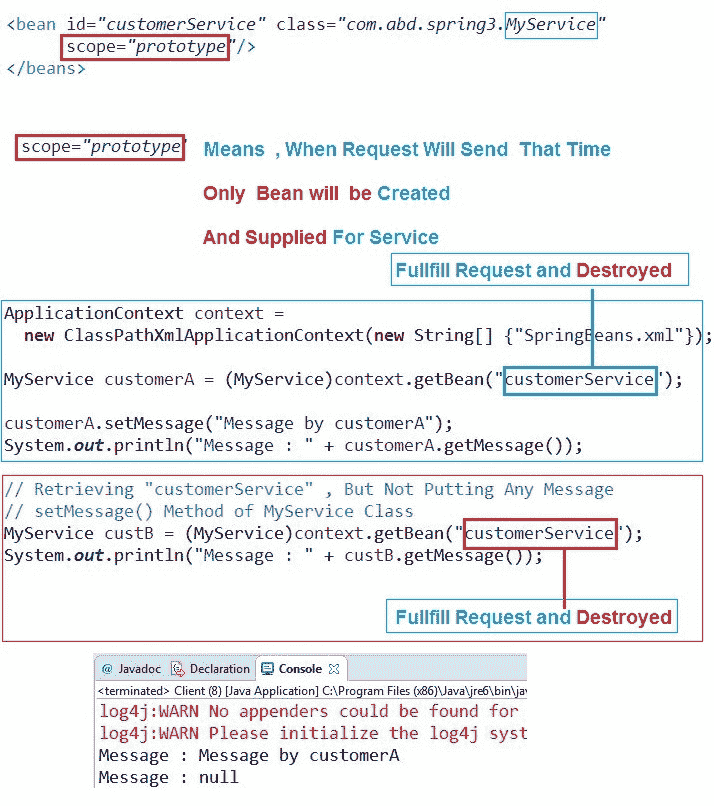 <bean id="customerService" class="com.abd.spring3.MyService"
scope="prototype"/>
</beans>
scope="prototype" Means , When Request Will Send That Time
Only Bean will be Created
And Supplied For Service
Fullfill Request and Destroyed
ApplicationContext context =
new ClassPathXmlApplicationContext(new String[] {"SpringBeans.xml"});
MyService customerA = (MyService)context.getBean("customerService");
customerA.setMessage("Message by customerA");
System.out.println("Message : " + customerA.getMessage());
// Retrieving "customerService" , But Not Putting Any Message
// setMessage() Method of MyService Class
MyService custB = (MyService)context.getBean("customerService");
System.out.println("Message : " + custB.getMessage());
Fullfill Request and Destroyed
@ Javadoc Declaration Console
<terminated> Client (8) [Java Application] C:\Program Files (x86)\Java\jre6\bin\jav
log4j:WARN No appenders could be found for
log4j:WARN Please initialize the log4j syst
Message : Message by customerA
Message : null